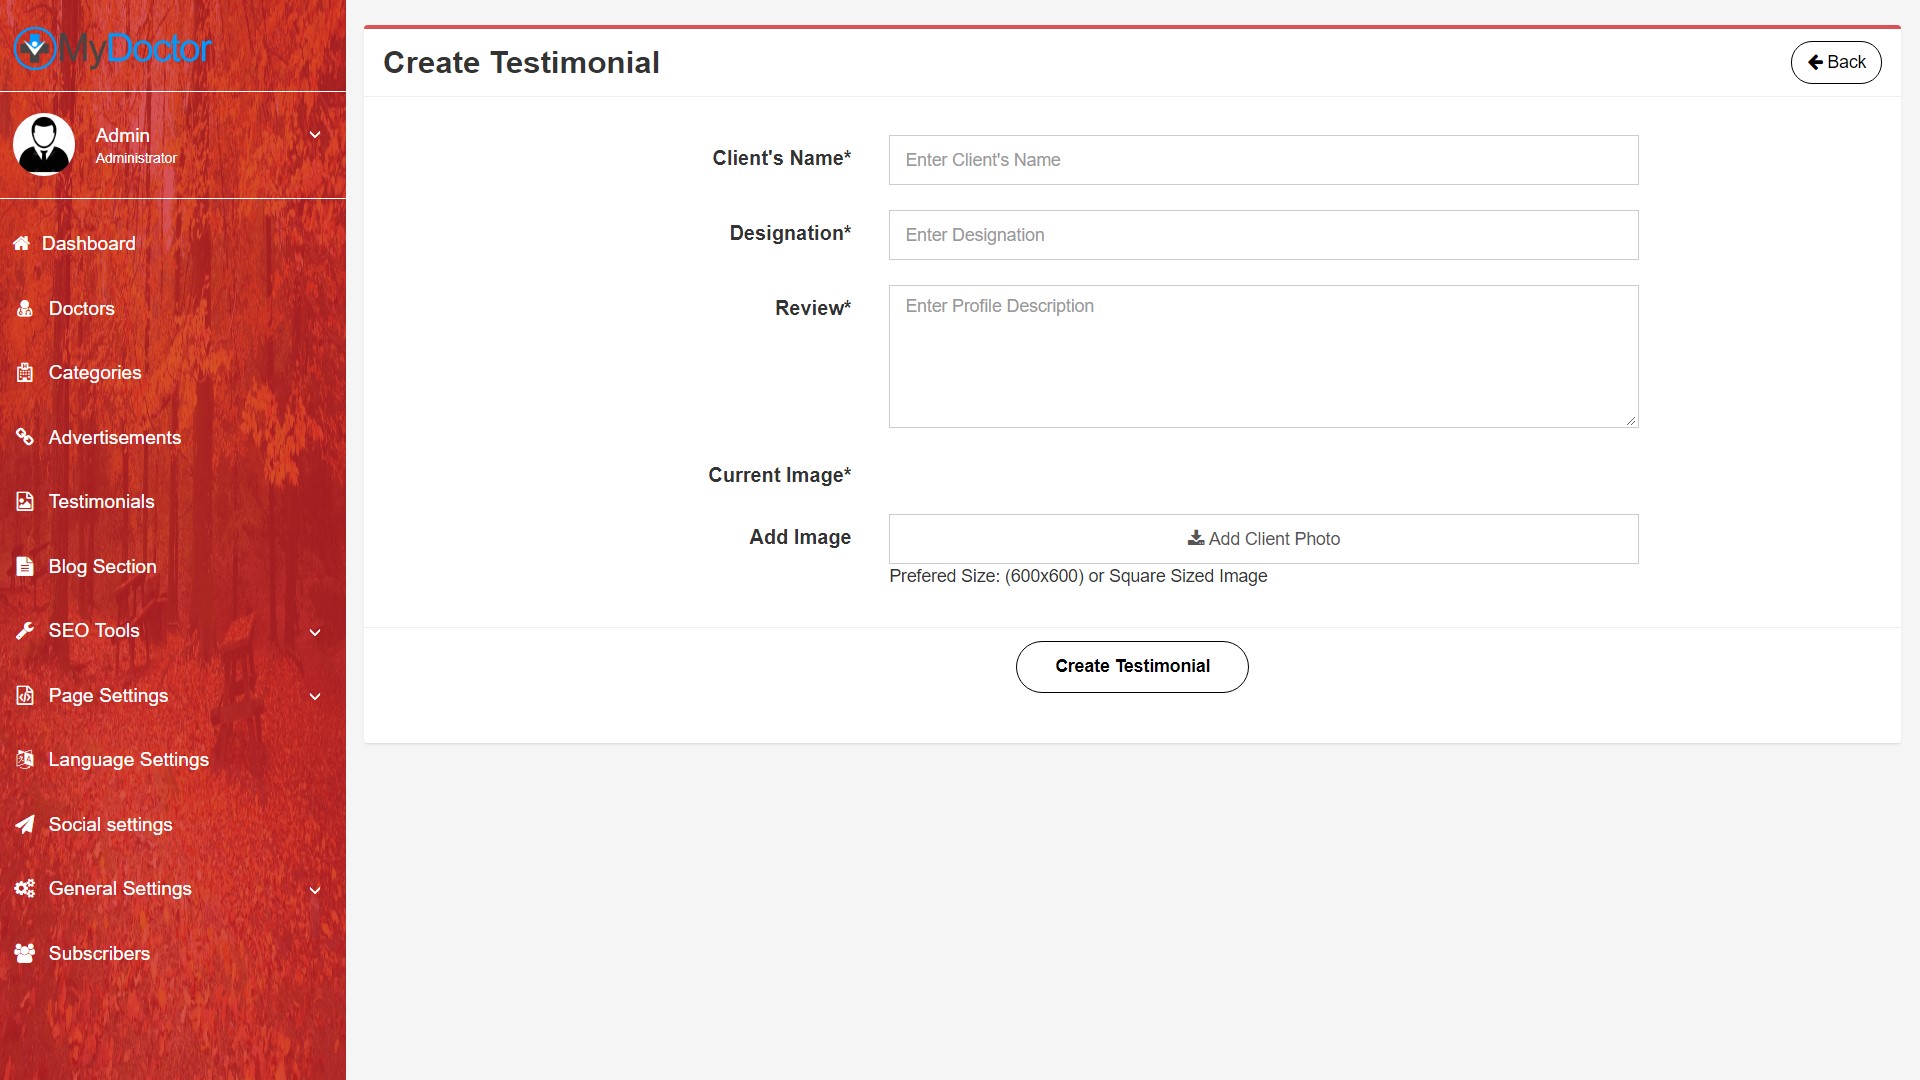 MyDoctor
Admin
Administrator
Dashboard
Doctors
Categories
Advertisements
Testimonials
Blog Section
SEO Tools
Page Settings
Language Settings
Social settings
General Settings
Subscribers
Create Testimonial
Back
Client's Name*
Enter Client's Name
Designation*
Enter Designation
Review*
Enter Profile Description
Current Image*
Add Image
Add Client Photo
Prefered Size: (600x600) or Square Sized Image
Create Testimonial